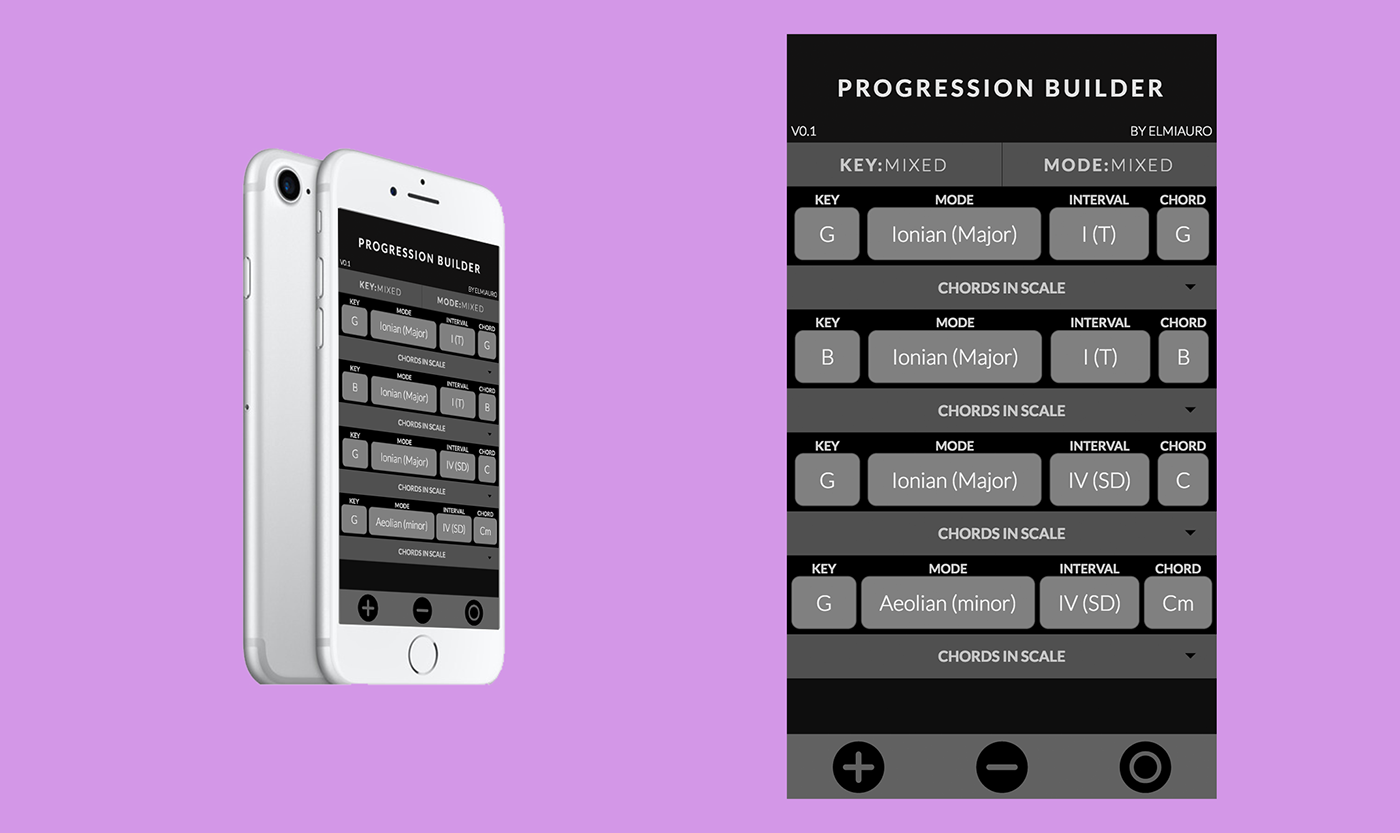 PROGRESSION BUILDER
V0.1
BY ELMIAURO
KEY:MIXED MODE:MIXED
KEY MODE INTERVAL CHORD
G Ionian (Major) I (T) G
CHORDS IN SCALE
KEY MODE INTERVAL CHORD
B Ionian (Major) I (T) B
CHORDS IN SCALE
KEY MODE INTERVAL CHORD
G Ionian (Major) IV (SD) C
CHORDS IN SCALE
KEY MODE INTERVAL CHORD
G Aeolian (minor) IV (SD) Cm
CHORDS IN SCALE
PROGRESSION BUILDER
V0.1 BY ELMIAURO
KEY:MIXED MODE:MIXED
KEY MODE INTERVAL CHORD
G Ionian (Major) I (T) G
CHORDS IN SCALE
KEY MODE INTERVAL CHORD
B Ionian (Major) I (T) B
CHORDS IN SCALE
KEY MODE INTERVAL CHORD
G Ionian (Major) IV (SD) C
CHORDS IN SCALE
KEY MODE INTERVAL CHORD
G Aeolian (minor) IV (SD) Cm
CHORDS IN SCALE